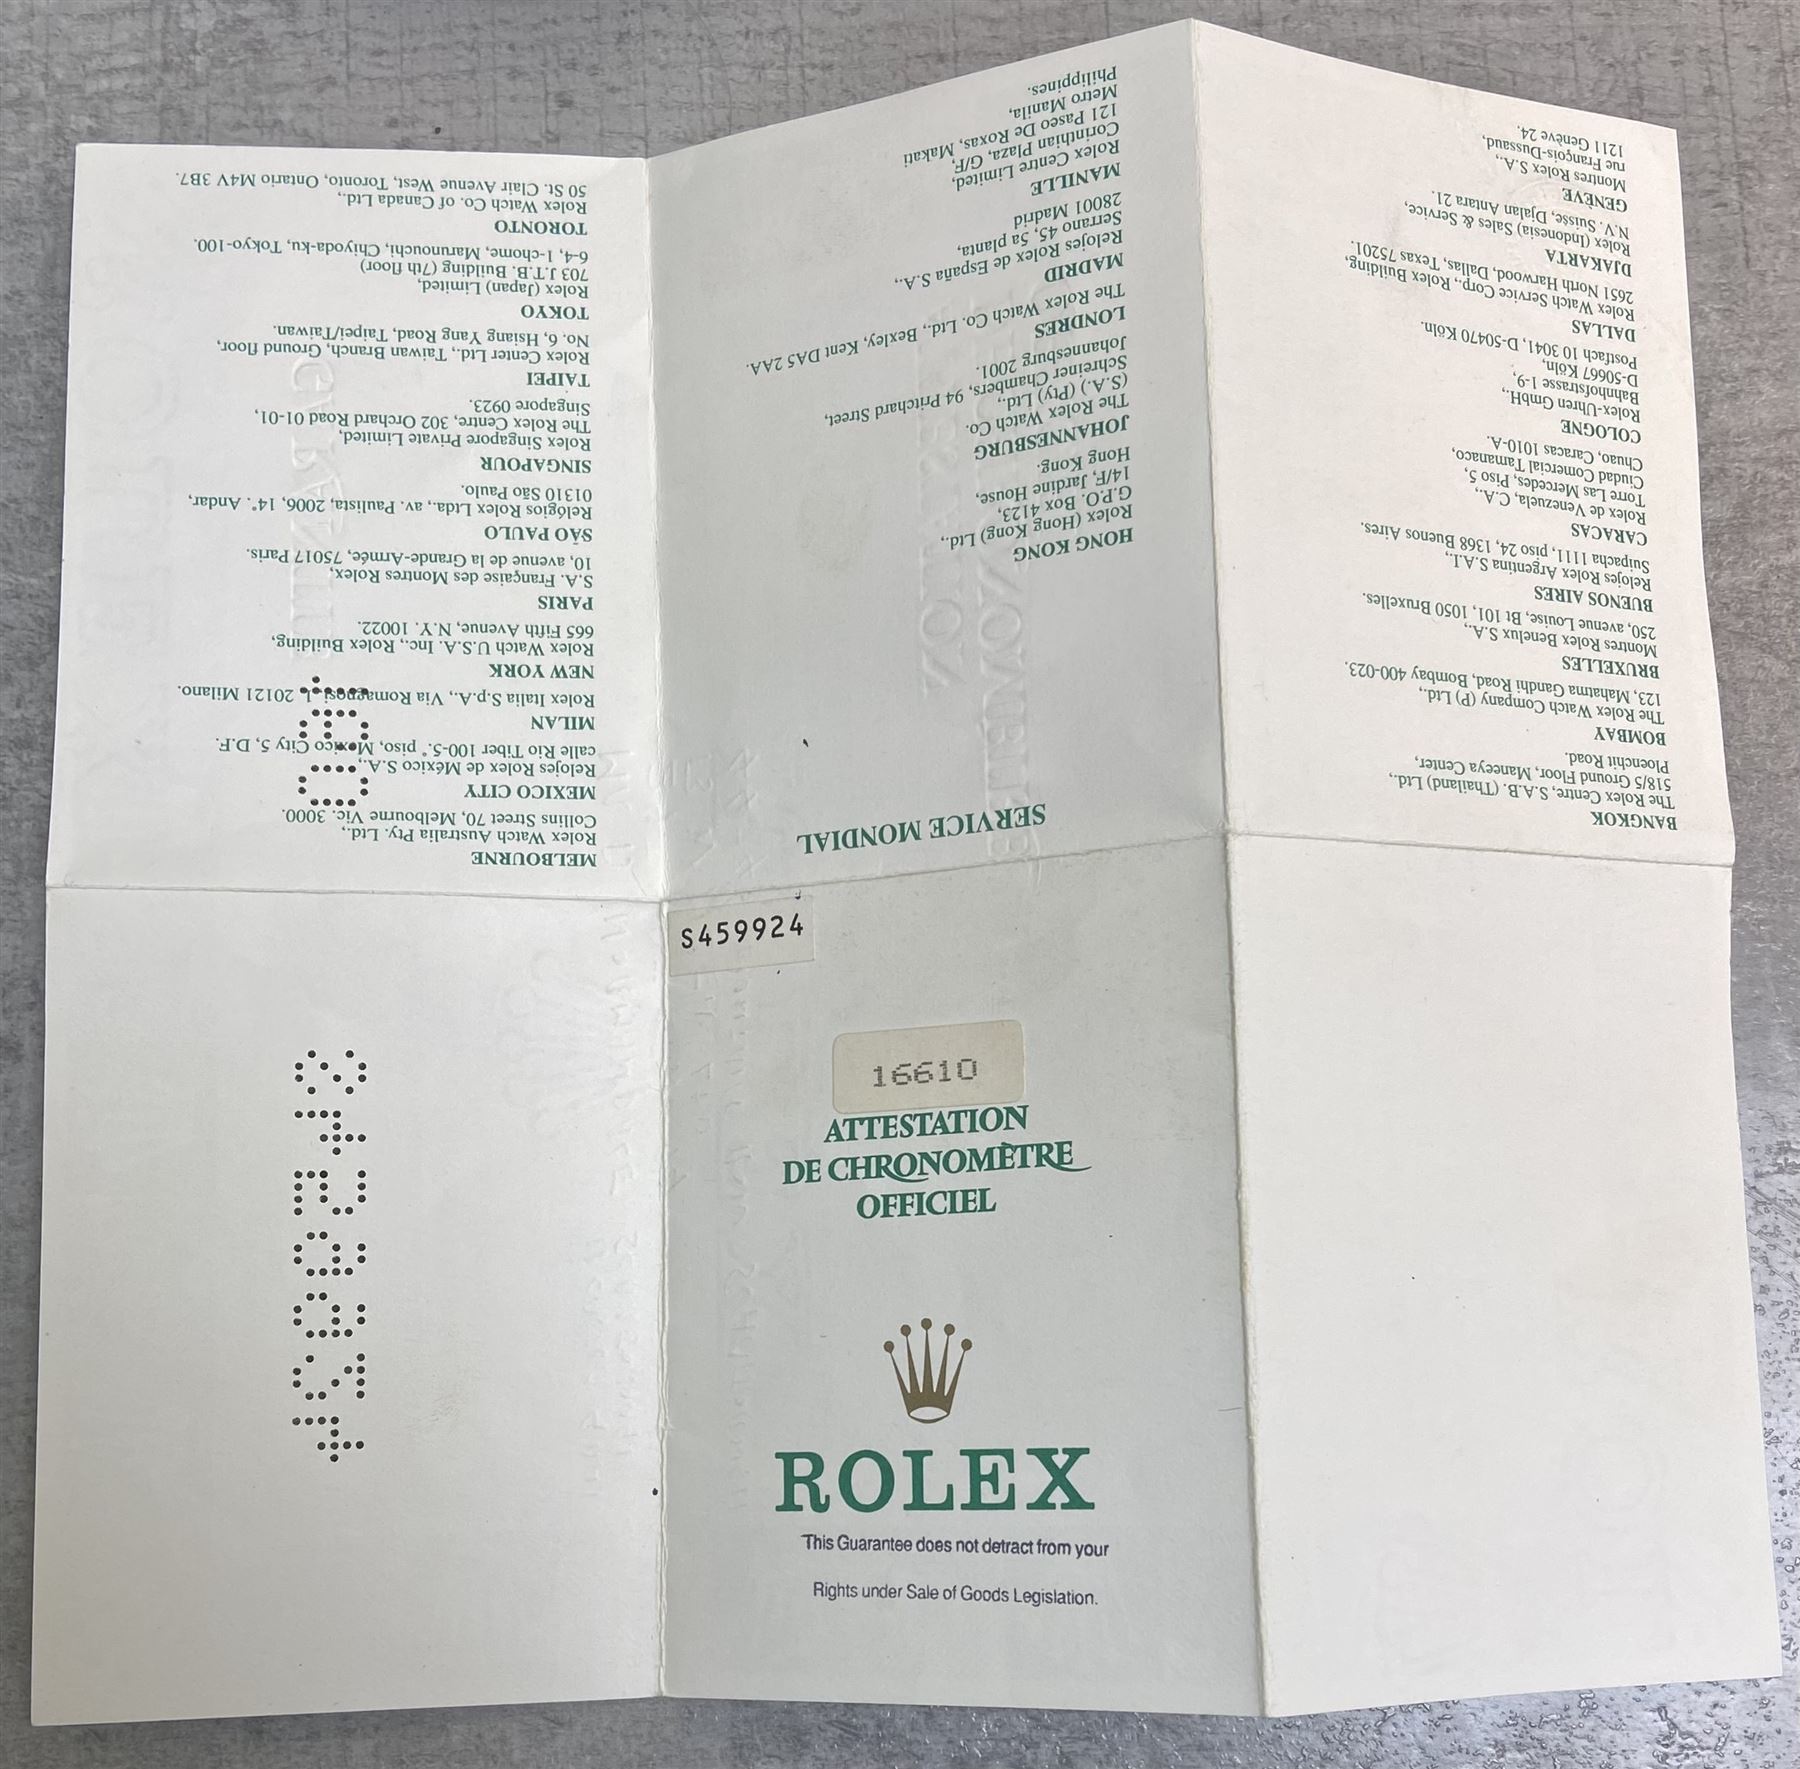 S459924
16610
ATTESTATION
DE CHRONOMÈTRE
OFFICIEL
ROLEX
This Guarantee does not detract from your
Rights under Sale of Goods Legislation.
SERVICE MONDIAL
BANGKOK
The Rolex Centre, S.A.B. (Thailand) Ltd.,
518/5 Ground Floor, Maneeya Center,
Ploenchit Road.
BOMBAY
The Rolex Watch Company (P) Ltd.,
123, Mahatma Gandhi Road, Bombay 400-023.
BRUXELLES
Montres Rolex Benelux S.A.,
250, avenue Louise, Bt 101, 1050 Bruxelles.
BUENOS AIRES
Relojes Rolex Argentina S.A.I.,
Suipacha 1111, piso 24, 1368 Buenos Aires.
CARACAS
Rolex de Venezuela, C.A.,
Torre Las Mercedes, Piso 5,
Ciudad Comercial Tamanaco,
Chuao, Caracas 1010-A.
COLOGNE
Rolex-Uhren GmbH.,
Bahnhofstrasse 1-9,
D-50667 Köln,
Postfach 10 3041, D-50470 Köln.
DALLAS
Rolex Watch Service Corp., Rolex Building,
2651 North Harwood, Dallas, Texas 75201.
DJAKARTA
Rolex (Indonesia) Sales & Service,
N.V. Suisse, Djalan Antara 21.
GENÈVE
Montres Rolex S.A.,
rue François-Dussaud,
1211 Genève 24.
HONG KONG
Rolex (Hong Kong) Ltd.,
G.P.O. Box 4123,
14/F, Jardine House,
Hong Kong.
JOHANNESBURG
The Rolex Watch Co.
(S.A.) (Pty) Ltd.,
Schreiner Chambers, 94 Pritchard Street,
Johannesburg 2001.
LONDRES
The Rolex Watch Co. Ltd., Bexley, Kent DA5 2AA.
MADRID
Relojes Rolex de España S.A.,
Serrano 45, 5a planta,
28001 Madrid
MANILLE
Rolex Centre Limited,
Corinthian Plaza, G/F,
121 Paseo De Roxas, Makati
Metro Manila,
Philippines.
MELBOURNE
Rolex Watch Australia Pty. Ltd.,
Collins Street 70, Melbourne Vic. 3000.
MEXICO CITY
Relojes Rolex de México S.A.,
calle Rio Tiber 100-5.° piso, Mexico City 5, D.F.
MILAN
Rolex Italia S.p.A., Via Romagnosi 1, 20121 Milano.
NEW YORK
Rolex Watch U.S.A. Inc., Rolex Building,
665 Fifth Avenue, N.Y. 10022.
PARIS
S.A. Française des Montres Rolex,
10, avenue de la Grande-Armée, 75017 Paris.
SÃO PAULO
Relógios Rolex Ltda., av. Paulista, 2006, 14°. Andar,
01310 São Paulo.
SINGAPOUR
Rolex Singapore Private Limited,
The Rolex Centre, 302 Orchard Road 01-01,
Singapore 0923.
TAIPEI
Rolex Center Ltd., Taiwan Branch, Ground floor,
No. 6, Hsiang Yang Road, Taipei/Taiwan.
TOKYO
Rolex (Japan) Limited,
703 J.T.B. Building (7th floor)
6-4, 1-chome, Marunouchi, Chiyoda-ku, Tokyo-100.
TORONTO
Rolex Watch Co. of Canada Ltd.,
50 St. Clair Avenue West, Toronto, Ontario M4V 3B7.